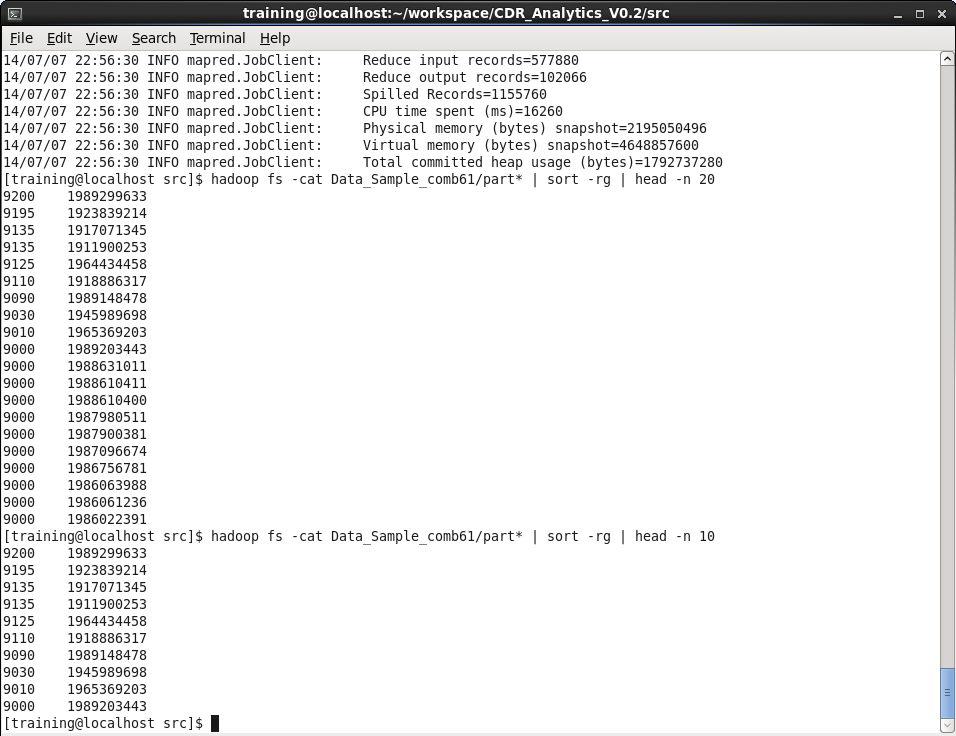 training@localhost:~/workspace/CDR_Analytics_V0.2/src
File Edit View Search Terminal Help
14/07/07 22:56:30 INFO mapred.JobClient:     Reduce input records=577880
14/07/07 22:56:30 INFO mapred.JobClient:     Reduce output records=102066
14/07/07 22:56:30 INFO mapred.JobClient:     Spilled Records=1155760
14/07/07 22:56:30 INFO mapred.JobClient:     CPU time spent (ms)=16260
14/07/07 22:56:30 INFO mapred.JobClient:     Physical memory (bytes) snapshot=2195050496
14/07/07 22:56:30 INFO mapred.JobClient:     Virtual memory (bytes) snapshot=4648857600
14/07/07 22:56:30 INFO mapred.JobClient:     Total committed heap usage (bytes)=1792737280
[training@localhost src]$ hadoop fs -cat Data_Sample_comb61/part* | sort -rg | head -n 20
9200    1989299633
9195    1923839214
9135    1917071345
9135    1911900253
9125    1964434458
9110    1918886317
9090    1989148478
9030    1945989698
9010    1965369203
9000    1989203443
9000    1988631011
9000    1988610411
9000    1988610400
9000    1987980511
9000    1987900381
9000    1987096674
9000    1986756781
9000    1986063988
9000    1986061236
9000    1986022391
[training@localhost src]$ hadoop fs -cat Data_Sample_comb61/part* | sort -rg | head -n 10
9200    1989299633
9195    1923839214
9135    1917071345
9135    1911900253
9125    1964434458
9110    1918886317
9090    1989148478
9030    1945989698
9010    1965369203
9000    1989203443
[training@localhost src]$